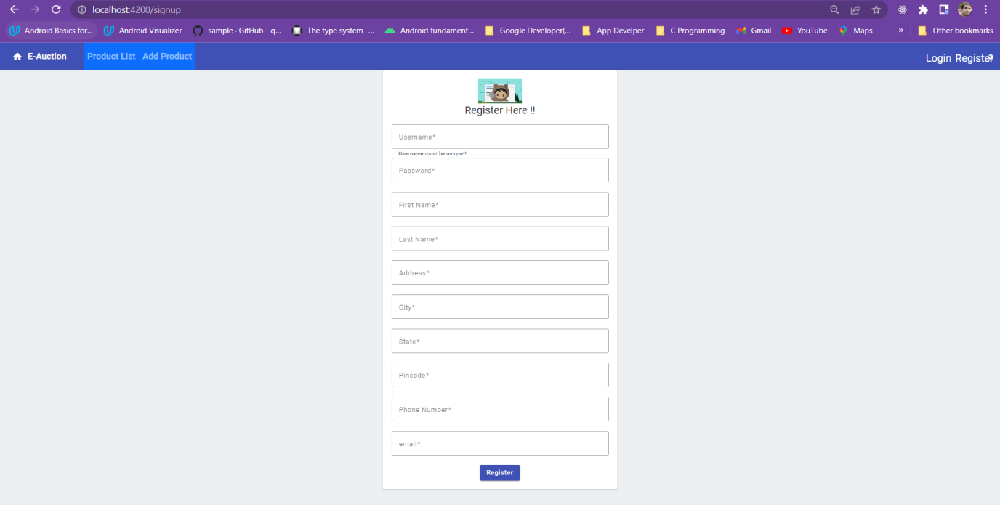 localhost:4200/signup
Android Basics for... Android Visualizer sample · GitHub - q... The type system -... Android fundament... Google Developer(... App Develper C Programming Gmail YouTube Maps » Other bookmarks
E-Auction Product List Add Product Login Register
Register Here !!
Username*
Username must be unique!!!
Password*
First Name*
Last Name*
Address*
City*
State*
Pincode*
Phone Number*
email*
Register